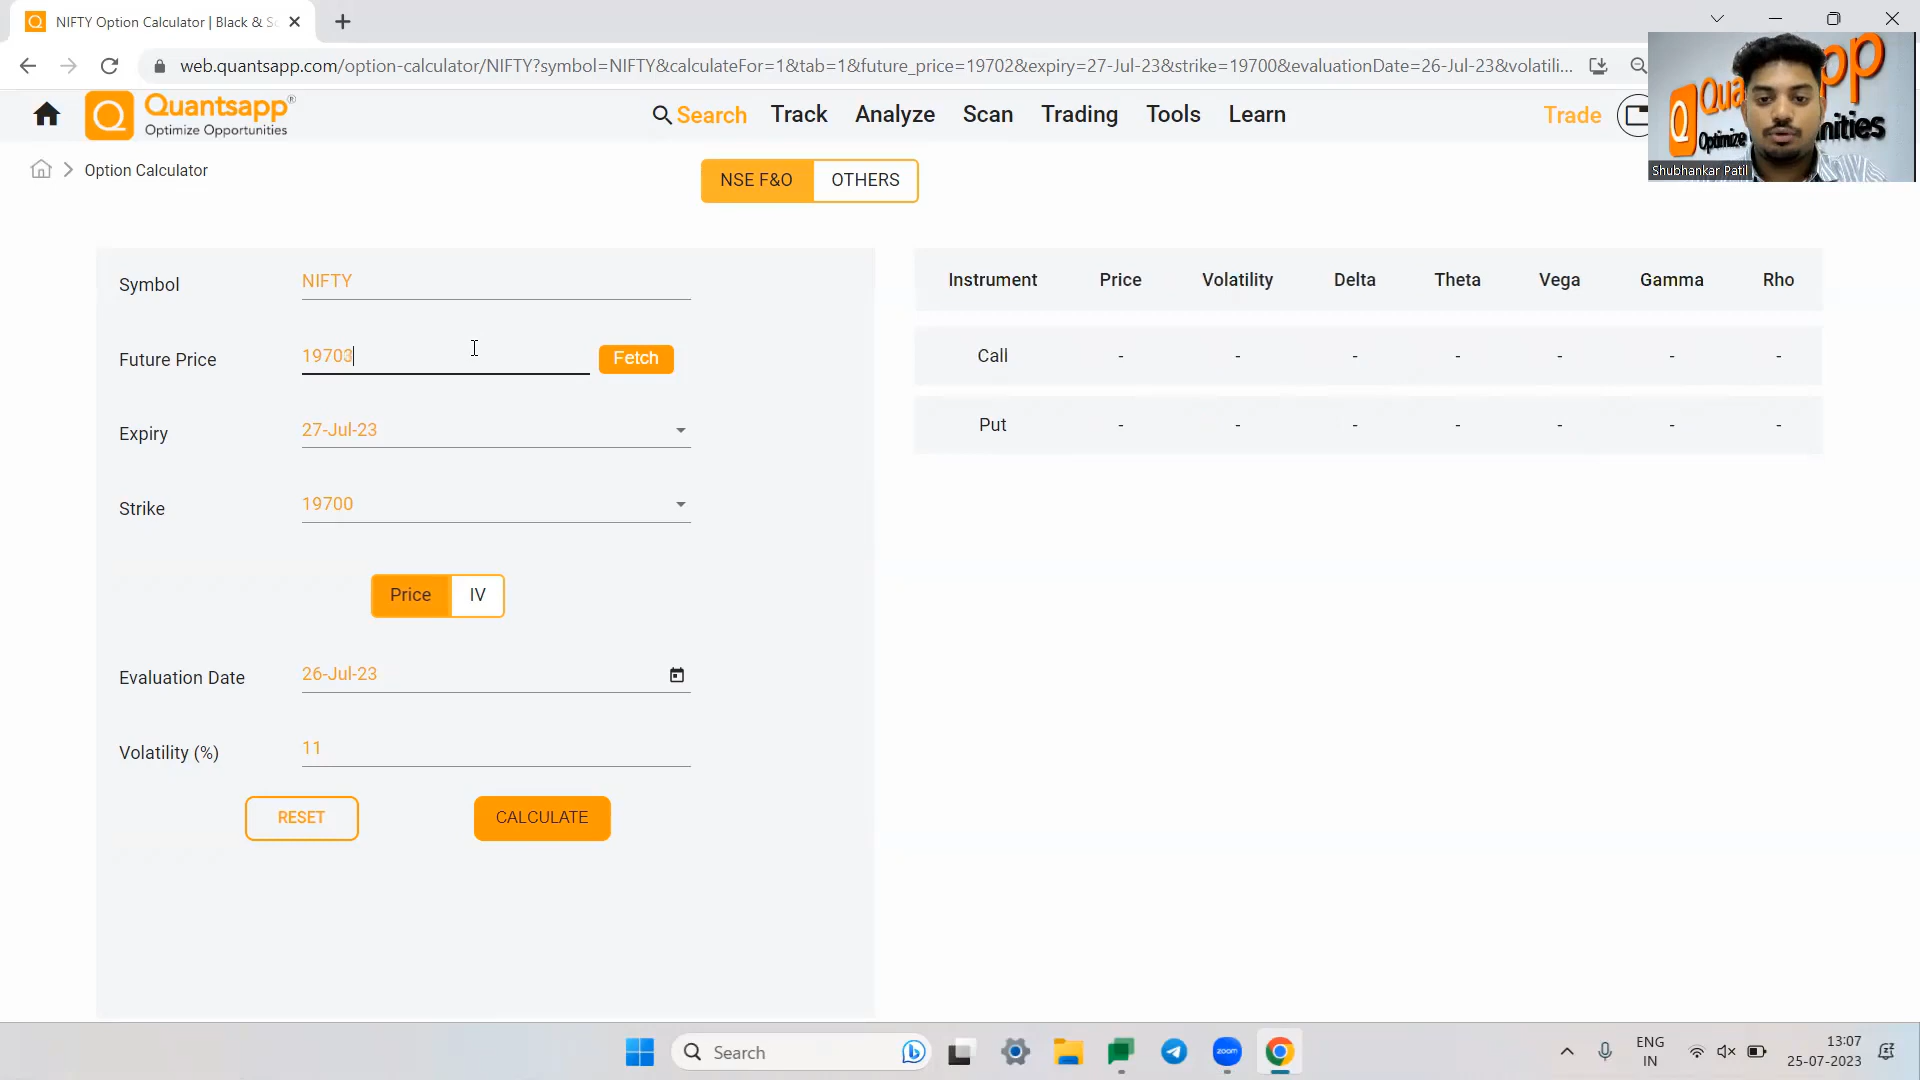 NIFTY Option Calculator | Black & S
web.quantsapp.com/option-calculator/NIFTY?symbol=NIFTY&calculateFor=1&tab=1&future_price=19702&expiry=27-Jul-23&strike=19700&evaluationDate=26-Jul-23&volatili...
Quantsapp®
Optimize Opportunities
Search
Track
Analyze
Scan
Trading
Tools
Learn
Trade
Shubhankar Patil
Option Calculator
NSE F&O
OTHERS
Symbol
NIFTY
Future Price
19703
Fetch
Expiry
27-Jul-23
Strike
19700
Price
IV
Evaluation Date
26-Jul-23
Volatility (%)
11
RESET
CALCULATE
Instrument Price Volatility Delta Theta Vega Gamma Rho
Call - - - - - - -
Put - - - - - - -
Search
zoom
ENG
IN
13:07
25-07-2023